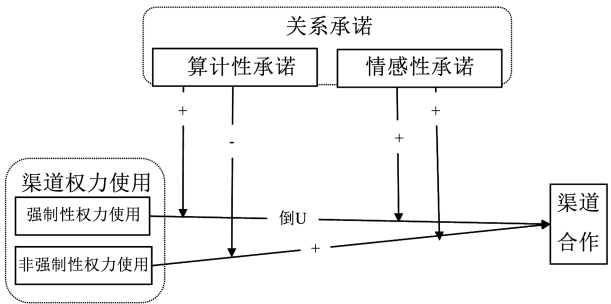 关系承诺
算计性承诺
情感性承诺
+
-
+
+
渠道权力使用
强制性权力使用
非强制性权力使用
倒U
+
渠道
合作